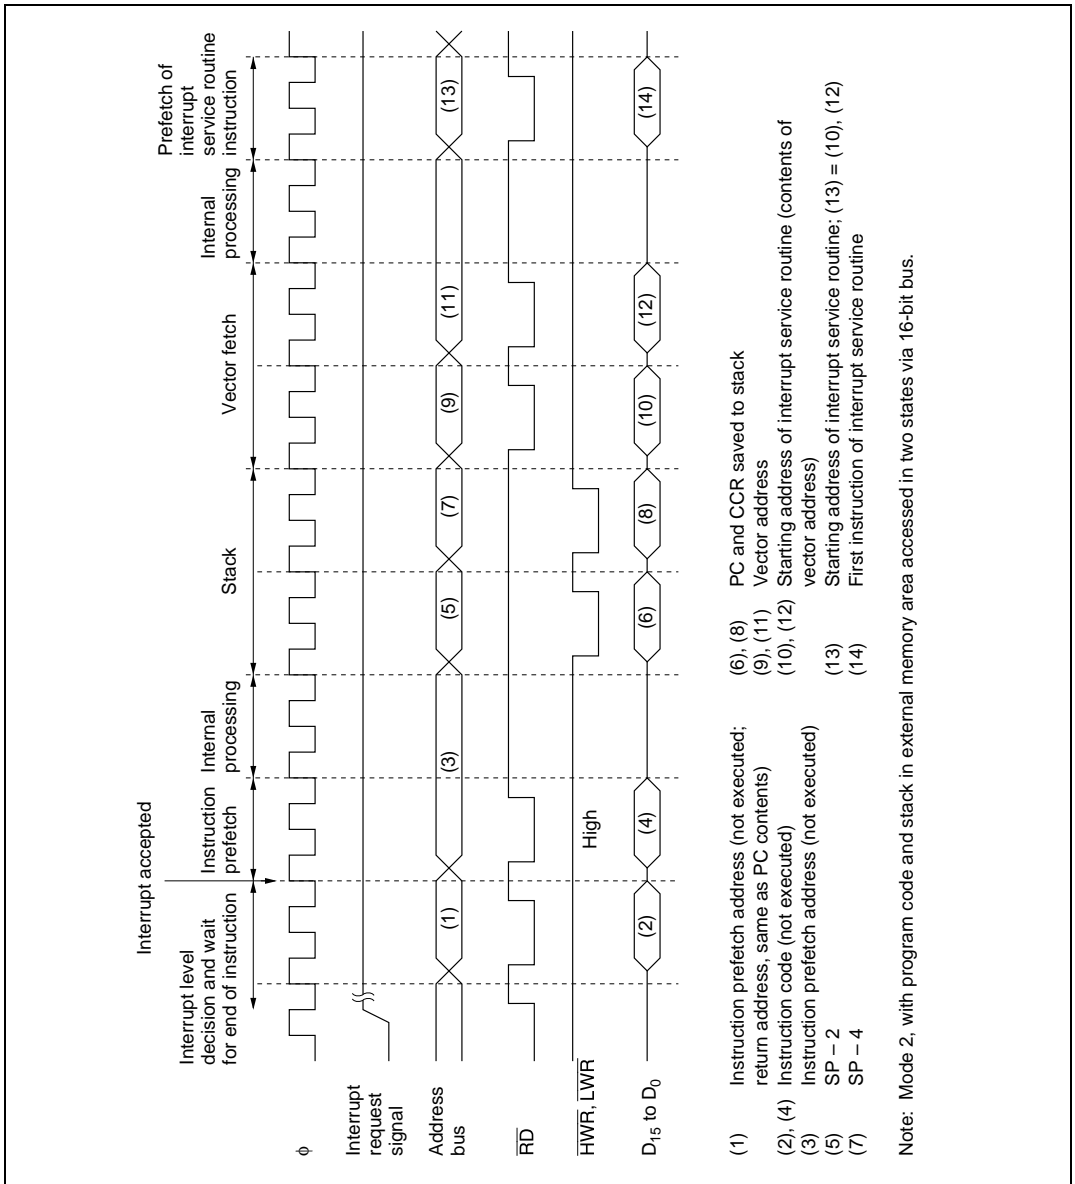 Interrupt accepted
Interrupt level
decision and wait
for end of instruction
Instruction
prefetch
Internal
processing
Stack
Vector fetch
Internal
processing
Prefetch of
interrupt
service routine
instruction
φ
Interrupt
request
signal
Address
bus
(1)
(3)
(5)
(7)
(9)
(11)
(13)
RD
HWR, LWR
High
D15 to D0
(2)
(4)
(6)
(8)
(10)
(12)
(14)
(1) Instruction prefetch address (not executed;
return address, same as PC contents)
(2), (4) Instruction code (not executed)
(3) Instruction prefetch address (not executed)
(5) SP – 2
(7) SP – 4
(6), (8) PC and CCR saved to stack
(9), (11) Vector address
(10), (12) Starting address of interrupt service routine (contents of
vector address)
(13) Starting address of interrupt service routine; (13) = (10), (12)
(14) First instruction of interrupt service routine
Note: Mode 2, with program code and stack in external memory area accessed in two states via 16-bit bus.